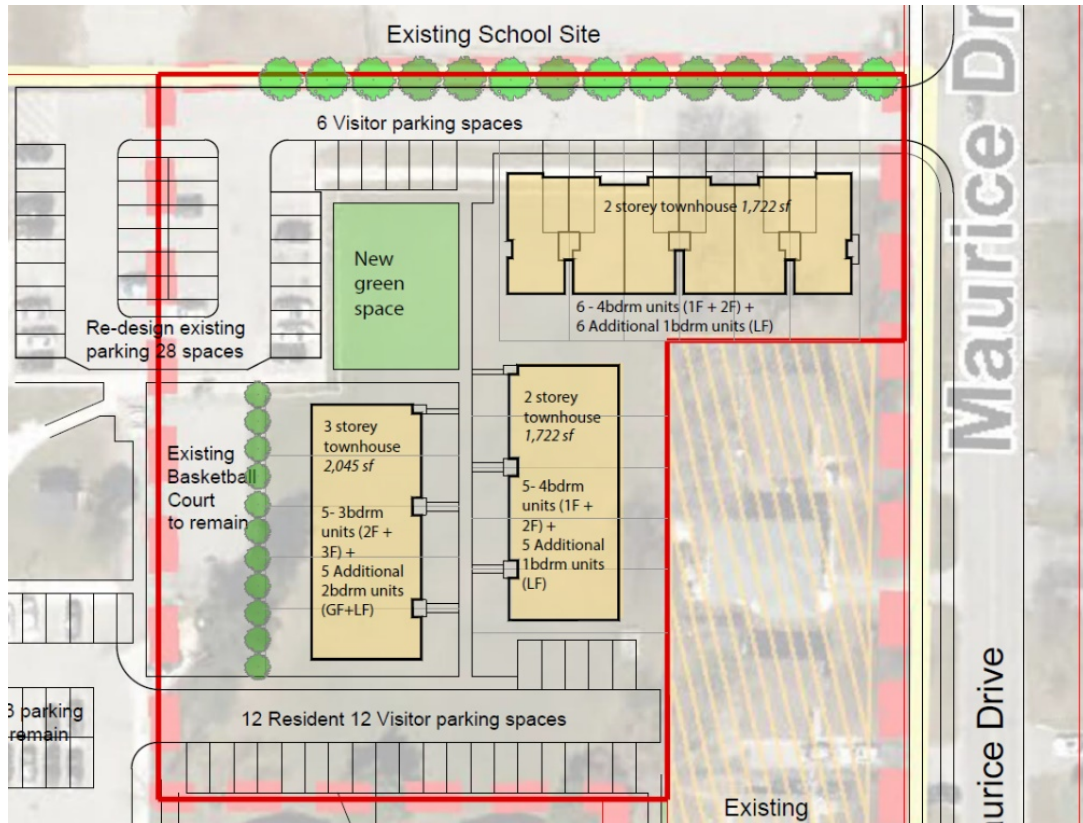 Existing School Site
6 Visitor parking spaces
2 storey townhouse 1,722 sf
6 - 4bdrm units (1F + 2F) +
6 Additional 1bdrm units (LF)
New
green
space
Re-design existing
parking 28 spaces
Existing
Basketball
Court
to remain
3 storey
townhouse
2,045 sf
5- 3bdrm
units (2F +
3F) +
5 Additional
2bdrm units
(GF+LF)
2 storey
townhouse
1,722 sf
5- 4bdrm
units (1F +
2F) +
5 Additional
1bdrm units
(LF)
12 Resident 12 Visitor parking spaces
parking
remain
Existing
Maurice Dr
urice Drive